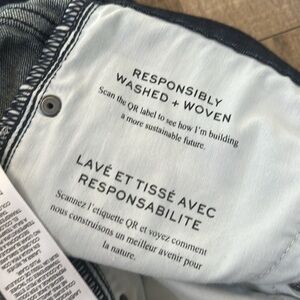 RESPONSIBLY
WASHED + WOVEN
Scan the QR label to see how I'm building
a more sustainable future.
LAVÉ ET TISSÉ AVEC
RESPONSABILITE
Scannez l'etiquette QR et voyez comment
nous construisons un meilleur avenir pour
la nature.